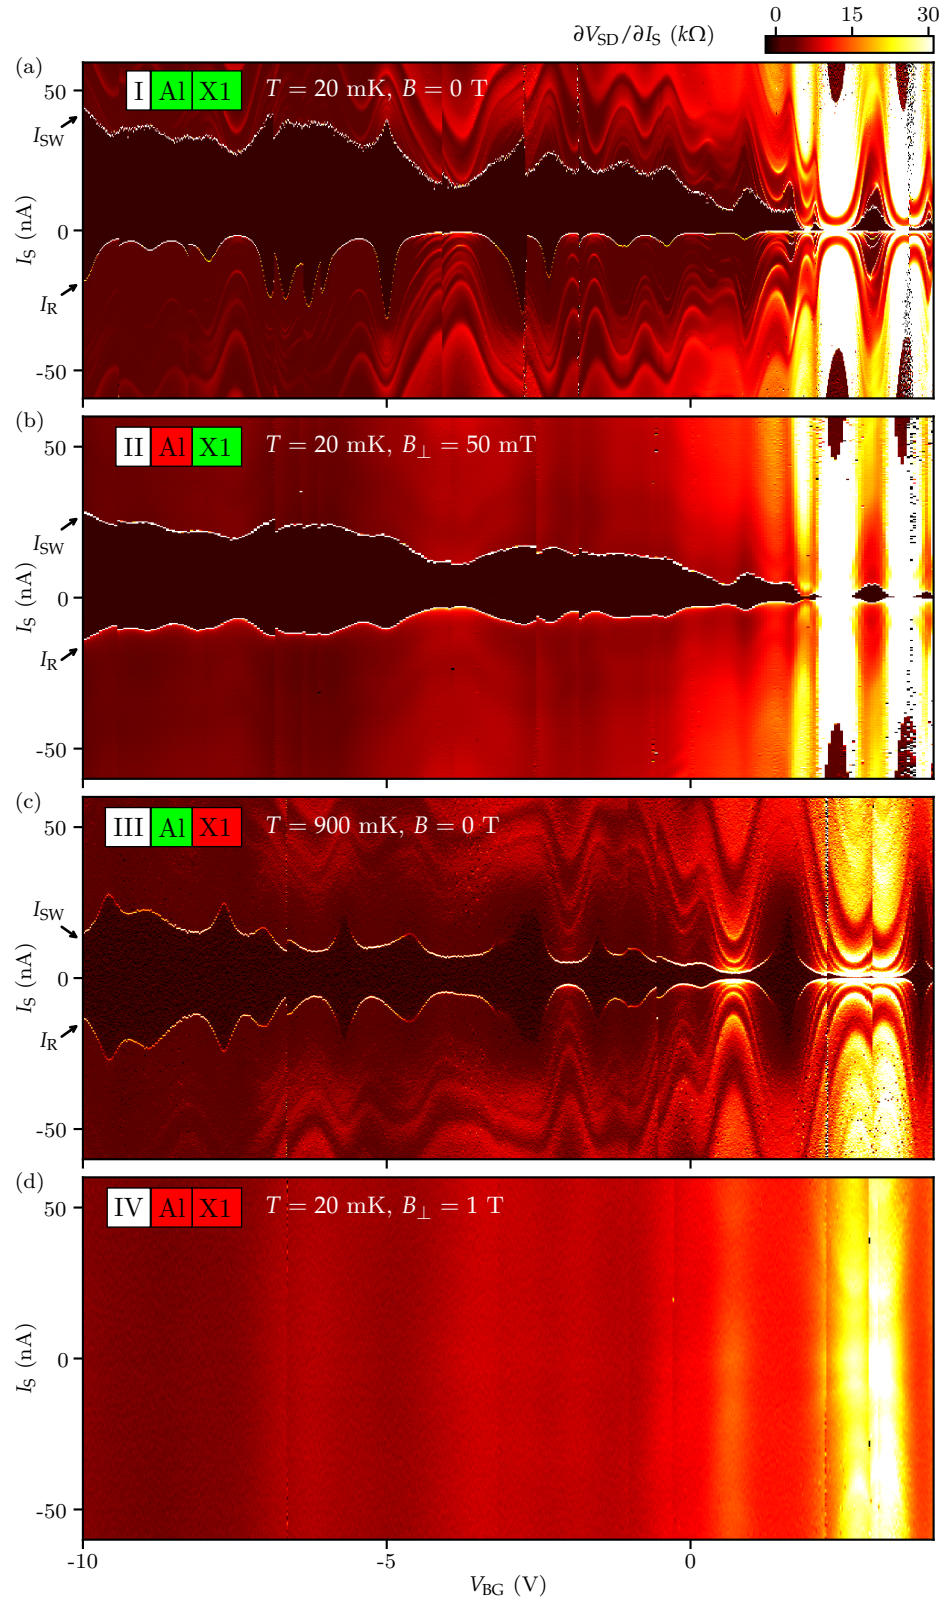 ∂V_SD/∂I_S (kΩ)
0 15 30
(a)
I Al X1 T = 20 mK, B = 0 T
50
I_SW
0
I_S (nA)
I_R
-50
(b)
II Al X1 T = 20 mK, B_⊥ = 50 mT
50
I_SW
0
I_S (nA)
I_R
-50
(c)
III Al X1 T = 900 mK, B = 0 T
50
I_SW
0
I_S (nA)
I_R
-50
(d)
IV Al X1 T = 20 mK, B_⊥ = 1 T
50
0
I_S (nA)
-50
-10 -5 0
V_BG (V)